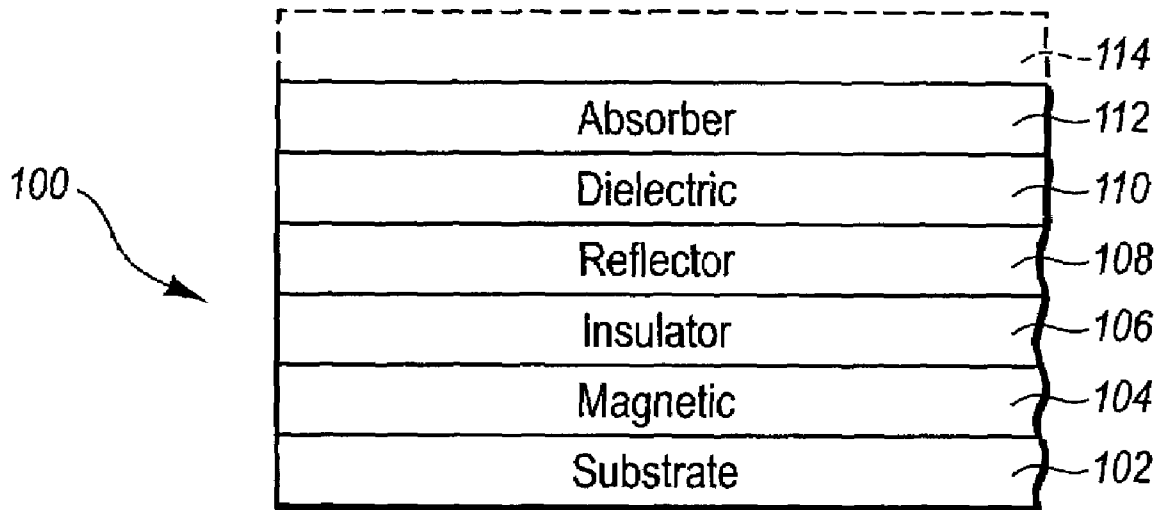 114
Absorber 112
Dielectric 110
100
Reflector 108
Insulator 106
Magnetic 104
Substrate 102